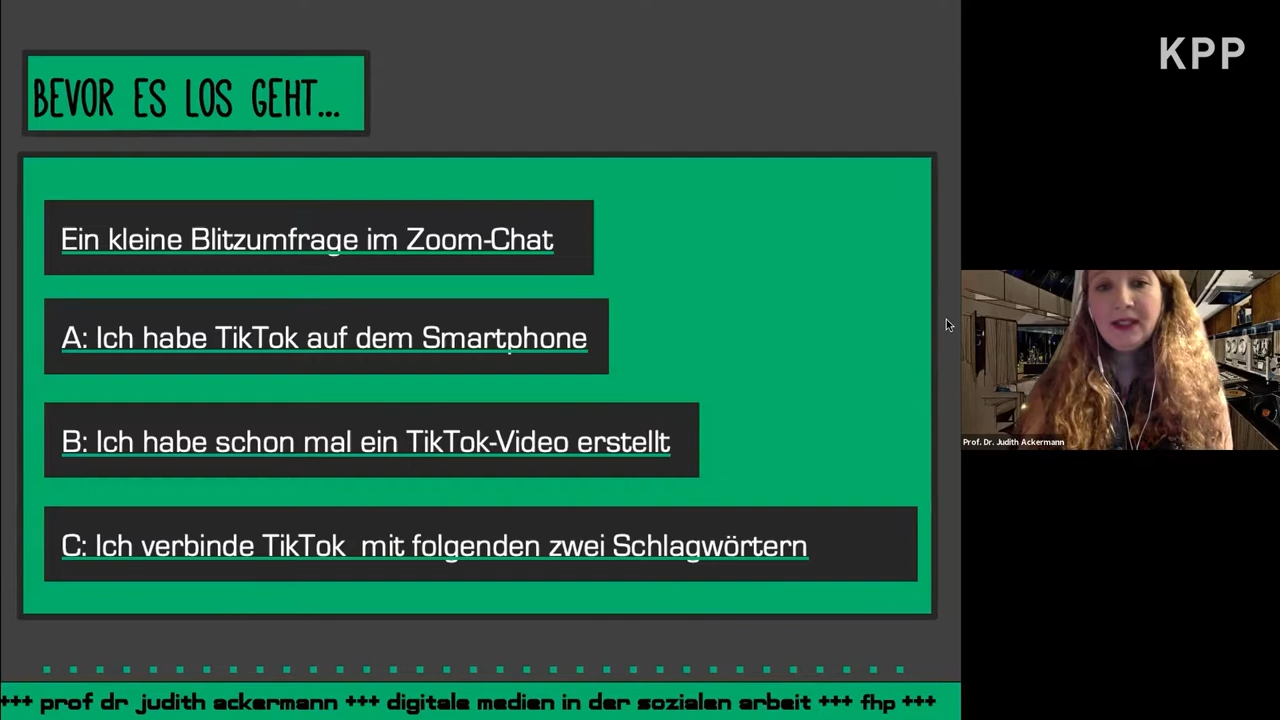 BEVOR ES LOS GEHT...
KPP
Ein kleine Blitzumfrage im Zoom-Chat
A: Ich habe TikTok auf dem Smartphone
B: Ich habe schon mal ein TikTok-Video erstellt
C: Ich verbinde TikTok mit folgenden zwei Schlagwörtern
Prof. Dr. Judith Ackermann
+++ prof dr judith ackermann +++ digitale medien in der sozialen arbeit +++ fhp +++